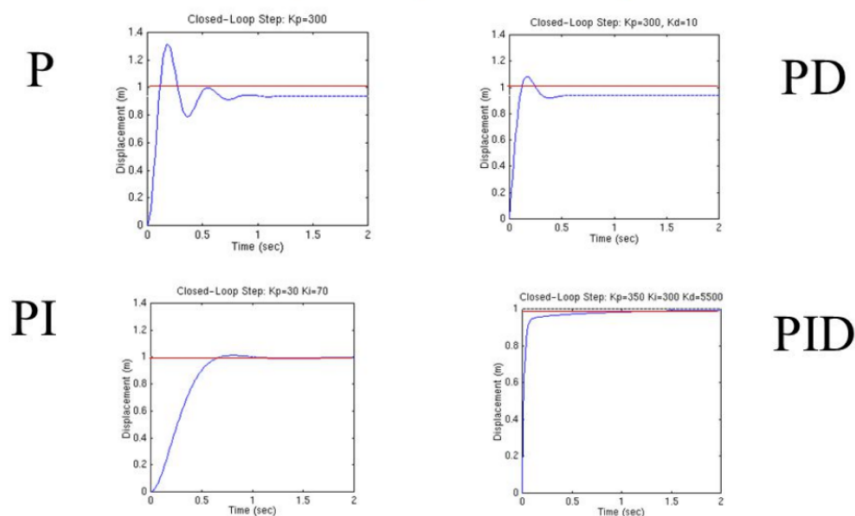 P
Closed-Loop Step: Kp=300
1.4
1.2
1
0.8
0.6
0.4
0.2
0
Displacement (m)
0 0.5 1 1.5 2
Time (sec)
Closed-Loop Step: Kp=300, Kd=10
1.4
1.2
1
0.8
0.6
0.4
0.2
0
Displacement (m)
0 0.5 1 1.5 2
Time (sec)
PD
PI
Closed-Loop Step: Kp=30 Ki=70
1.4
1.2
1
0.8
0.6
0.4
0.2
0
Displacement (m)
0 0.5 1 1.5 2
Time (sec)
Closed-Loop Step: Kp=350 Ki=300 Kd=5500
1
0.8
0.6
0.4
0.2
0
Displacement (m)
0 0.5 1 1.5 2
Time (sec)
PID